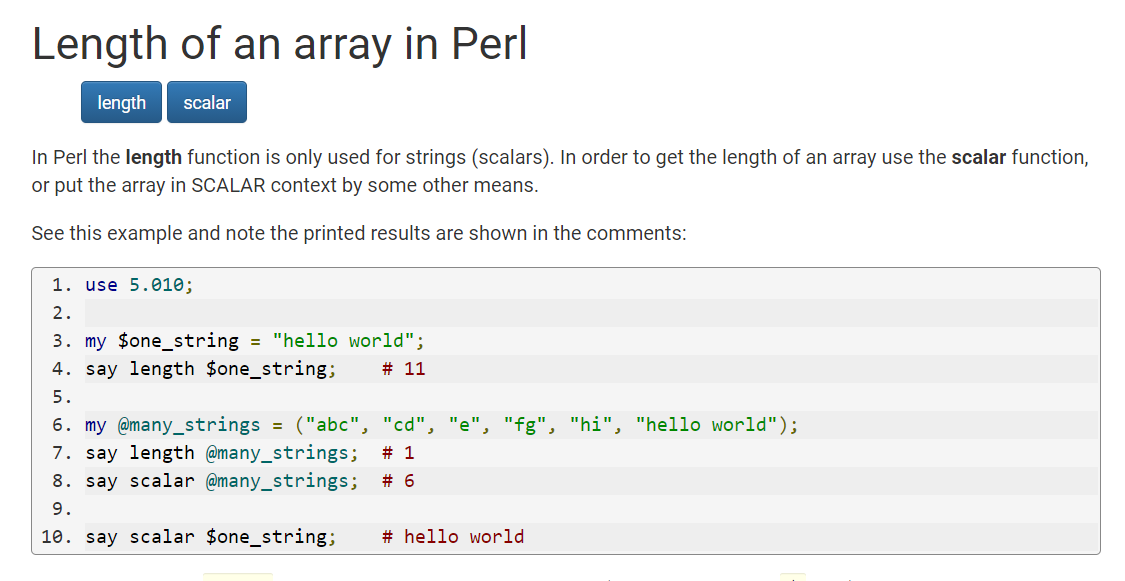 Length of an array in Perl
length scalar
In Perl the length function is only used for strings (scalars). In order to get the length of an array use the scalar function,
or put the array in SCALAR context by some other means.
See this example and note the printed results are shown in the comments:
1. use 5.010;
2.
3. my $one_string = "hello world";
4. say length $one_string;    # 11
5.
6. my @many_strings = ("abc", "cd", "e", "fg", "hi", "hello world");
7. say length @many_strings;  # 1
8. say scalar @many_strings;  # 6
9.
10. say scalar $one_string;    # hello world